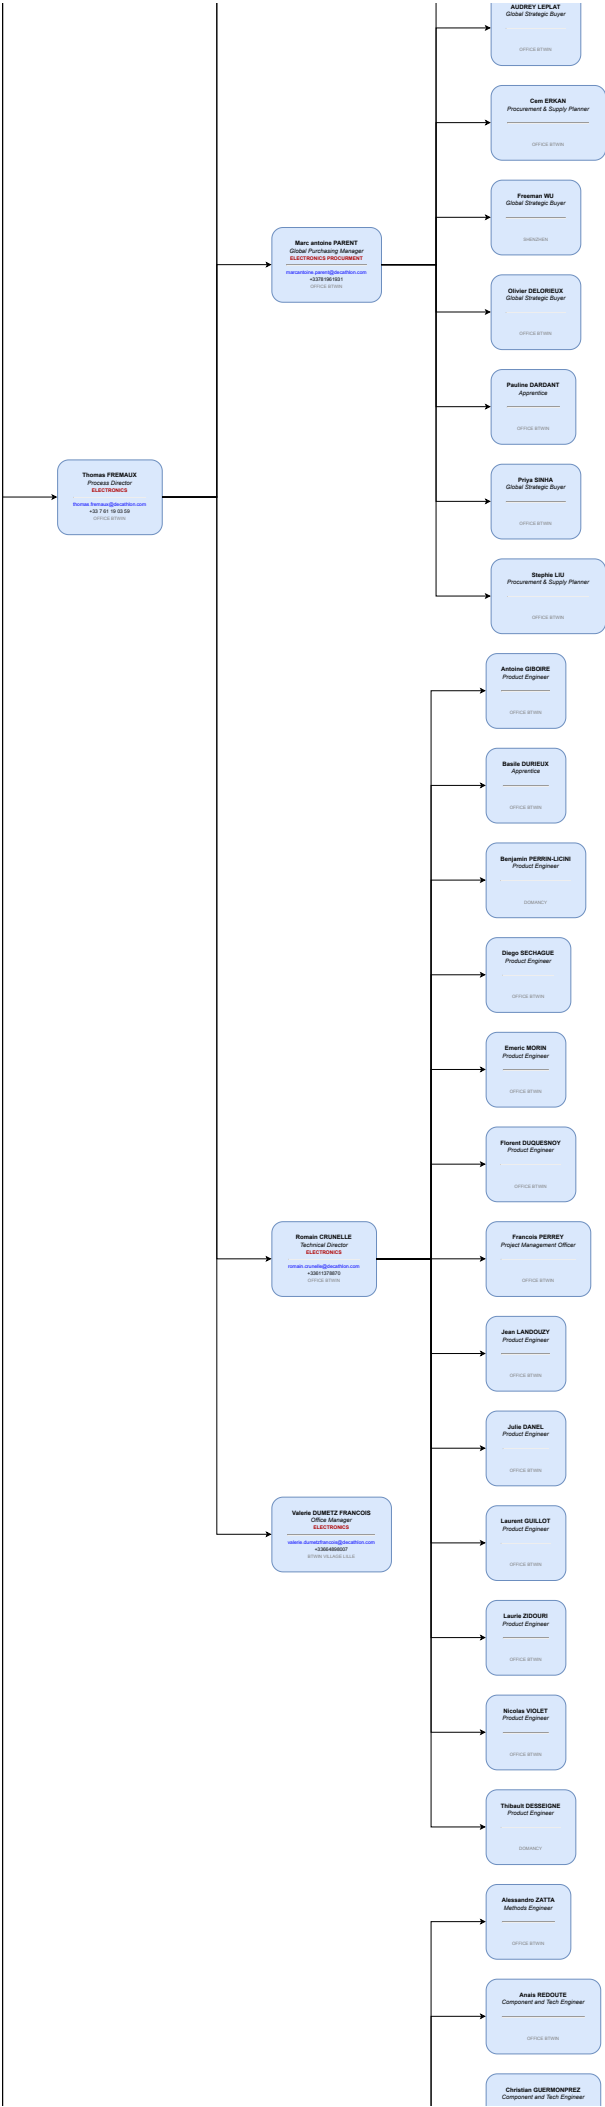 AUDREY LEPLAT
Global Strategic Buyer
OFFICE BTWIN
Cem ERKAN
Procurement & Supply Planner
OFFICE BTWIN
Freeman WU
Global Strategic Buyer
SHENZHEN
Marc antoine PARENT
Global Purchasing Manager
ELECTRONICS PROCURMENT
marcantoine.parent@decathlon.com
+33781961931
OFFICE BTWIN
Olivier DELORIEUX
Global Strategic Buyer
OFFICE BTWIN
Pauline DARDANT
Apprentice
OFFICE BTWIN
Thomas FREMAUX
Process Director
ELECTRONICS
thomas.fremaux@decathlon.com
+33 7 61 19 03 59
OFFICE BTWIN
Priya SINHA
Global Strategic Buyer
OFFICE BTWIN
Stephie LIU
Procurement & Supply Planner
OFFICE BTWIN
Antoine GIBOIRE
Product Engineer
OFFICE BTWIN
Basile DURIEUX
Apprentice
OFFICE BTWIN
Benjamin PERRIN-LICINI
Product Engineer
DOMANCY
Diego SECHAGUE
Product Engineer
OFFICE BTWIN
Emeric MORIN
Product Engineer
OFFICE BTWIN
Florent DUQUESNOY
Product Engineer
OFFICE BTWIN
Romain CRUNELLE
Technical Director
ELECTRONICS
romain.crunelle@decathlon.com
+33611378870
OFFICE BTWIN
Francois PERREY
Project Management Officer
OFFICE BTWIN
Jean LANDOUZY
Product Engineer
OFFICE BTWIN
Julie DANEL
Product Engineer
OFFICE BTWIN
Valerie DUMETZ FRANCOIS
Office Manager
ELECTRONICS
valerie.dumetzfrancois@decathlon.com
+33664898007
BTWIN VILLAGE LILLE
Laurent GUILLOT
Product Engineer
OFFICE BTWIN
Laurie ZIDOURI
Product Engineer
OFFICE BTWIN
Nicolas VIOLET
Product Engineer
OFFICE BTWIN
Thibault DESSEIGNE
Product Engineer
DOMANCY
Alessandro ZATTA
Methods Engineer
OFFICE BTWIN
Anais REDOUTE
Component and Tech Engineer
OFFICE BTWIN
Christian GUERMONPREZ
Component and Tech Engineer